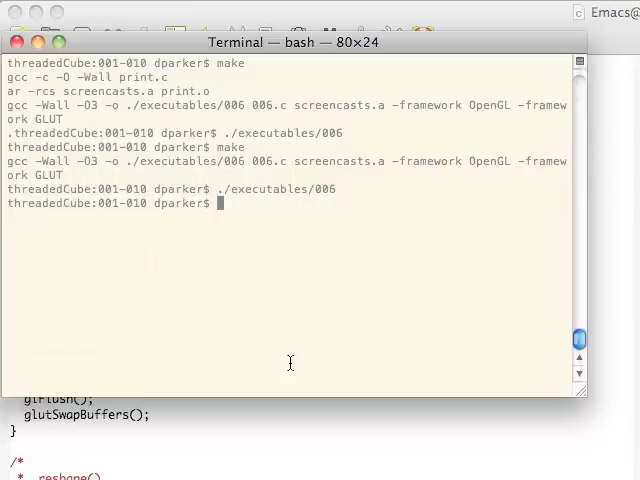 Emacs@
Terminal — bash — 80×24
threadedCube:001-010 dparker$ make
gcc -c -O -Wall print.c
ar -rcs screencasts.a print.o
gcc -Wall -O3 -o ./executables/006 006.c screencasts.a -framework OpenGL -framew
ork GLUT
.threadedCube:001-010 dparker$ ./executables/006
threadedCube:001-010 dparker$ make
gcc -Wall -O3 -o ./executables/006 006.c screencasts.a -framework OpenGL -framew
ork GLUT
threadedCube:001-010 dparker$ ./executables/006
threadedCube:001-010 dparker$
glFlush();
glutSwapBuffers();
}
/*
* reshape()